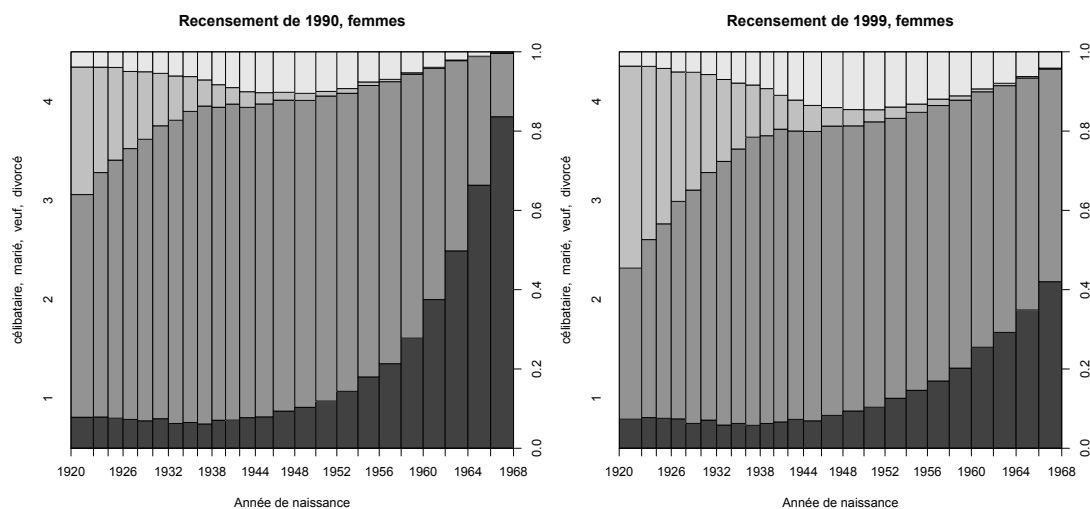 Recensement de 1990, femmes
célibataire, marié, veuf, divorcé
4
3
2
1
1.0
0.8
0.6
0.4
0.2
0.0
1920 1926 1932 1938 1944 1948 1952 1956 1960 1964 1968
Année de naissance
Recensement de 1999, femmes
célibataire, marié, veuf, divorcé
4
3
2
1
1.0
0.8
0.6
0.4
0.2
0.0
1920 1926 1932 1938 1944 1948 1952 1956 1960 1964 1968
Année de naissance